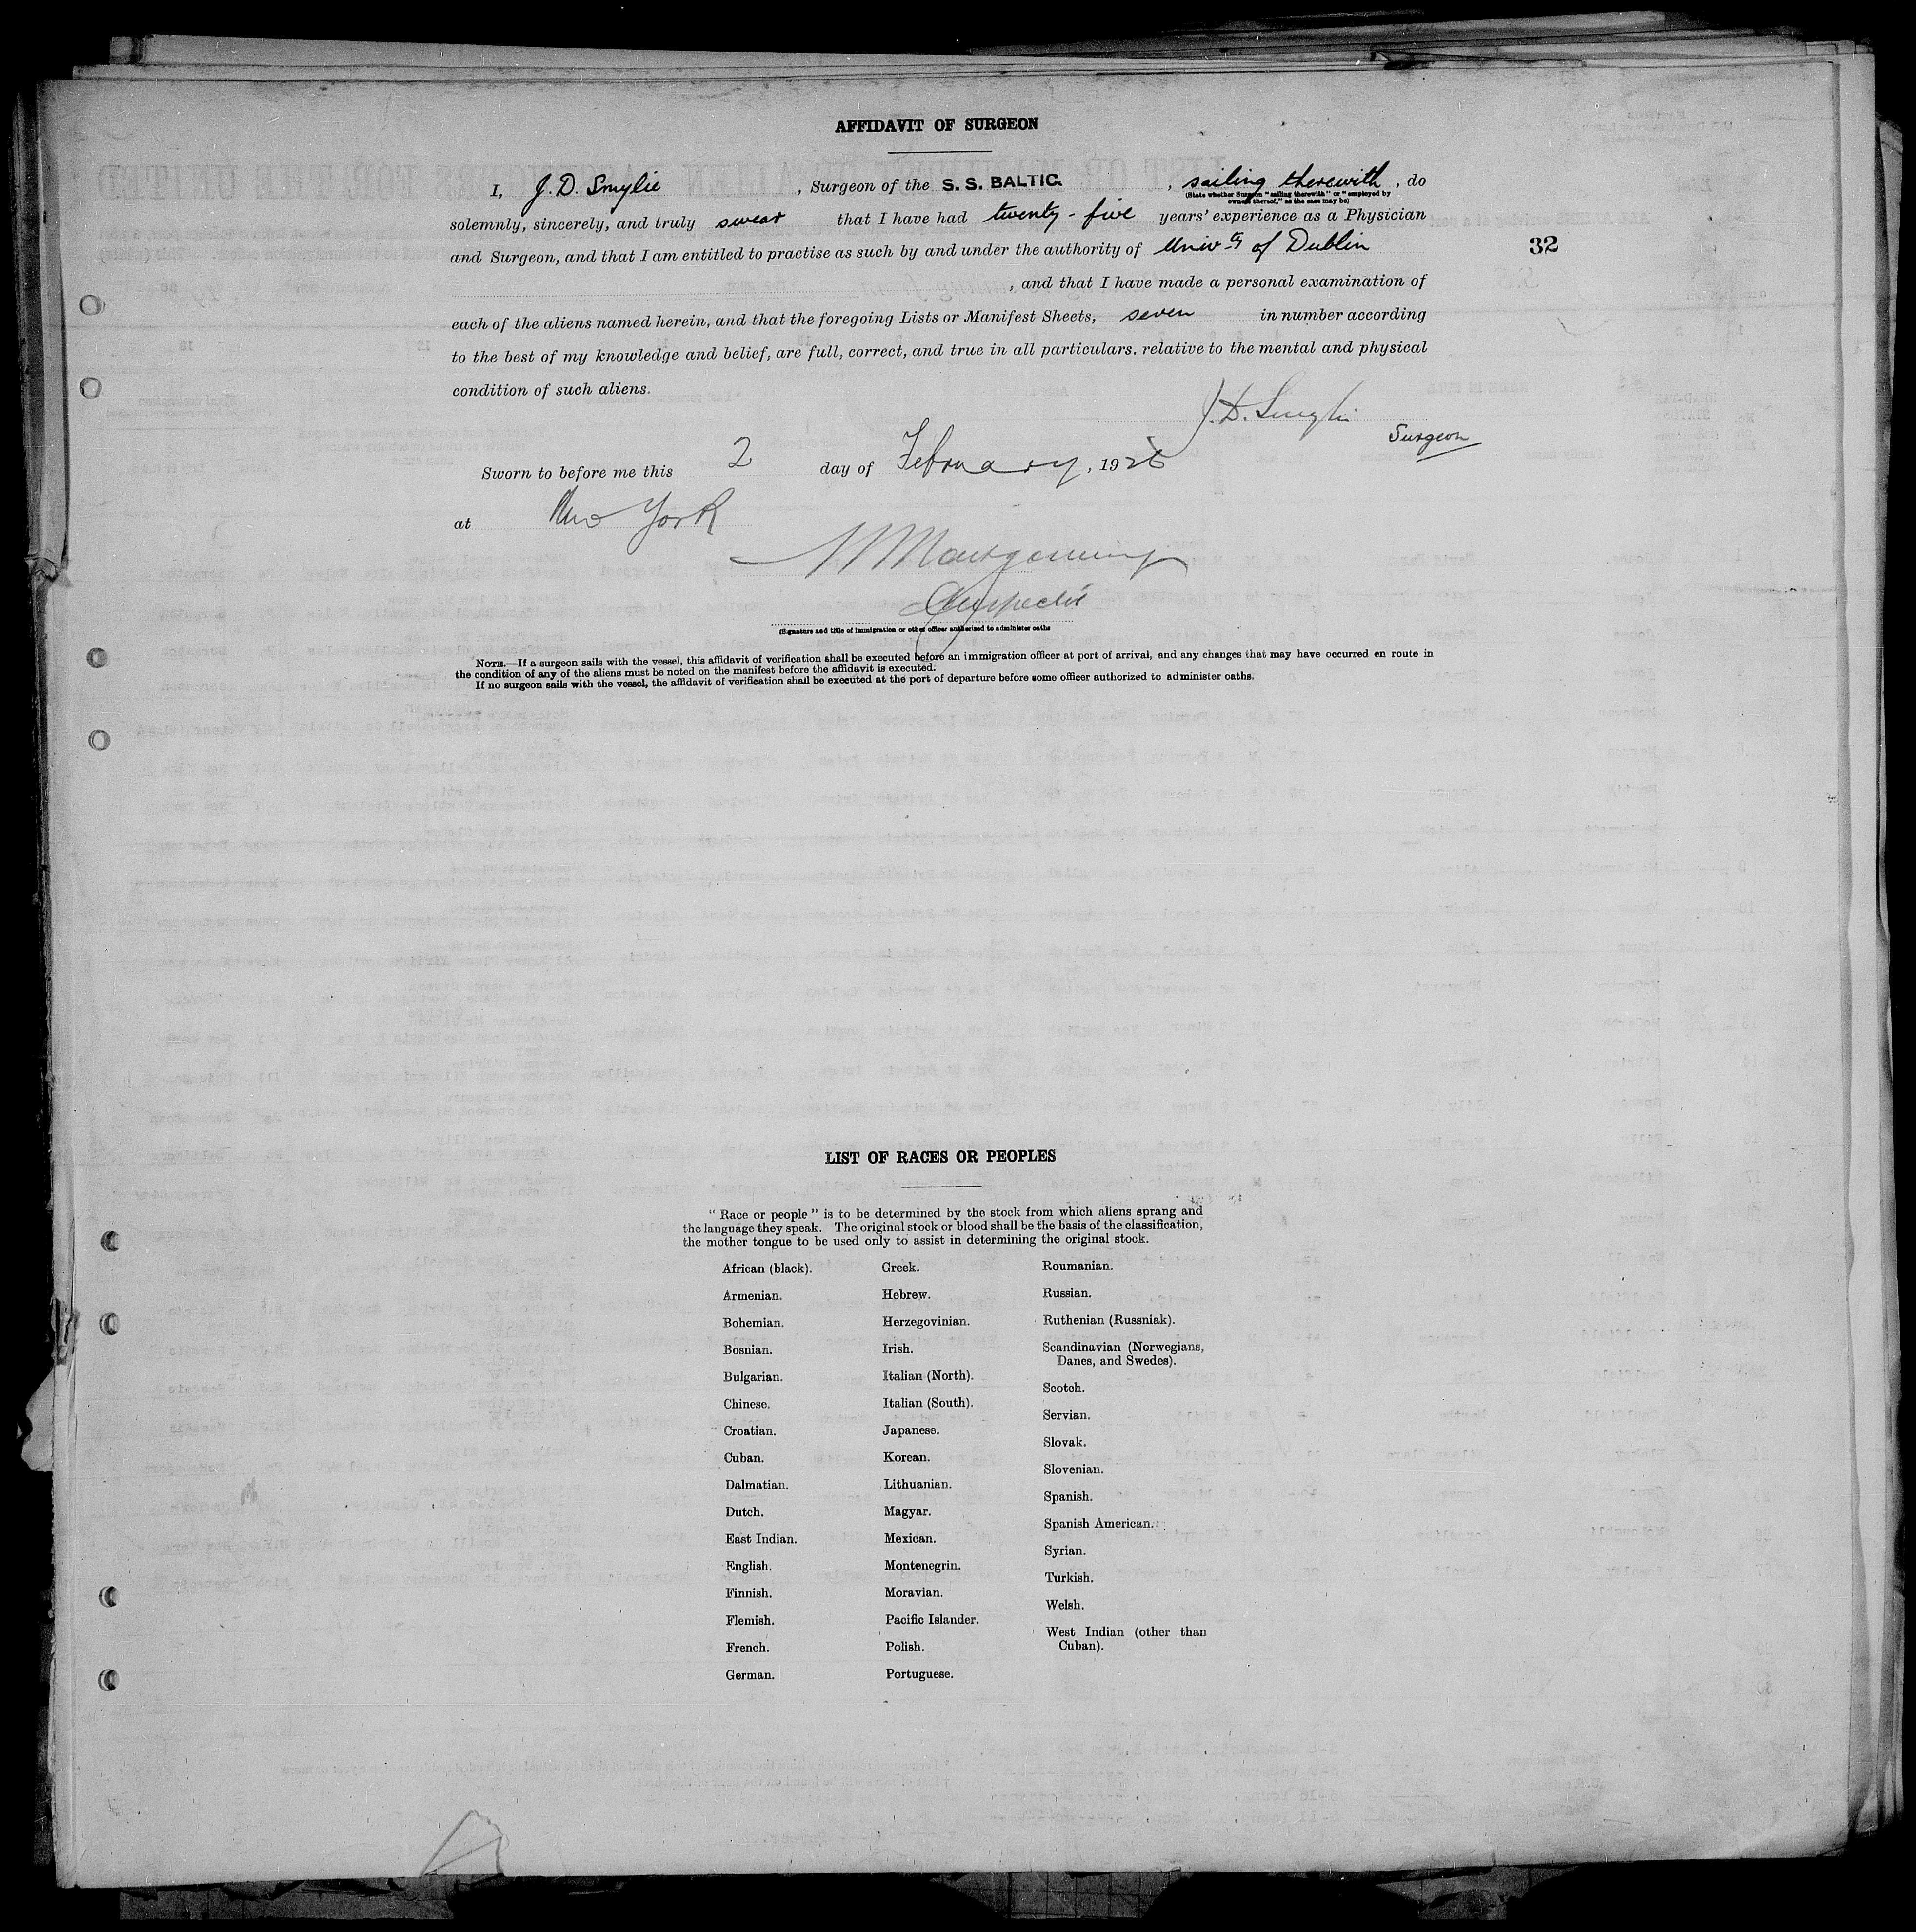 AFFIDAVIT OF SURGEON
I, J. D. Smylie , Surgeon of the S. S. BALTIC. , sailing therewith , do
(State whether Surgeon "sailing therewith" or "employed by
owners thereof," as the case may be)
solemnly, sincerely, and truly swear that I have had twenty-five years' experience as a Physician
and Surgeon, and that I am entitled to practise as such by and under the authority of Univ.ty of Dublin
32
, and that I have made a personal examination of
each of the aliens named herein, and that the foregoing Lists or Manifest Sheets, seven in number according
to the best of my knowledge and belief, are full, correct, and true in all particulars. relative to the mental and physical
condition of such aliens.
J. D. Smylie
Surgeon
Sworn to before me this 2 day of February, 192
at New York
Montgomery
Inspector
(Signature and title of immigration or other officer authorized to administer oaths
NOTE.—If a surgeon sails with the vessel, this affidavit of verification shall be executed before an immigration officer at port of arrival, and any changes that may have occurred en route in
the condition of any of the aliens must be noted on the manifest before the affidavit is executed.
If no surgeon sails with the vessel, the affidavit of verification shall be executed at the port of departure before some officer authorized to administer oaths.
LIST OF RACES OR PEOPLES
"Race or people" is to be determined by the stock from which aliens sprang and
the language they speak. The original stock or blood shall be the basis of the classification,
the mother tongue to be used only to assist in determining the original stock.
African (black).
Armenian.
Bohemian.
Bosnian.
Bulgarian.
Chinese.
Croatian.
Cuban.
Dalmatian.
Dutch.
East Indian.
English.
Finnish.
Flemish.
French.
German.
Greek.
Hebrew.
Herzegovinian.
Irish.
Italian (North).
Italian (South).
Japanese.
Korean.
Lithuanian.
Magyar.
Mexican.
Montenegrin.
Moravian.
Pacific Islander.
Polish.
Portuguese.
Roumanian.
Russian.
Ruthenian (Russniak).
Scandinavian (Norwegians,
Danes, and Swedes).
Scotch.
Servian.
Slovak.
Slovenian.
Spanish.
Spanish American.
Syrian.
Turkish.
Welsh.
West Indian (other than
Cuban).